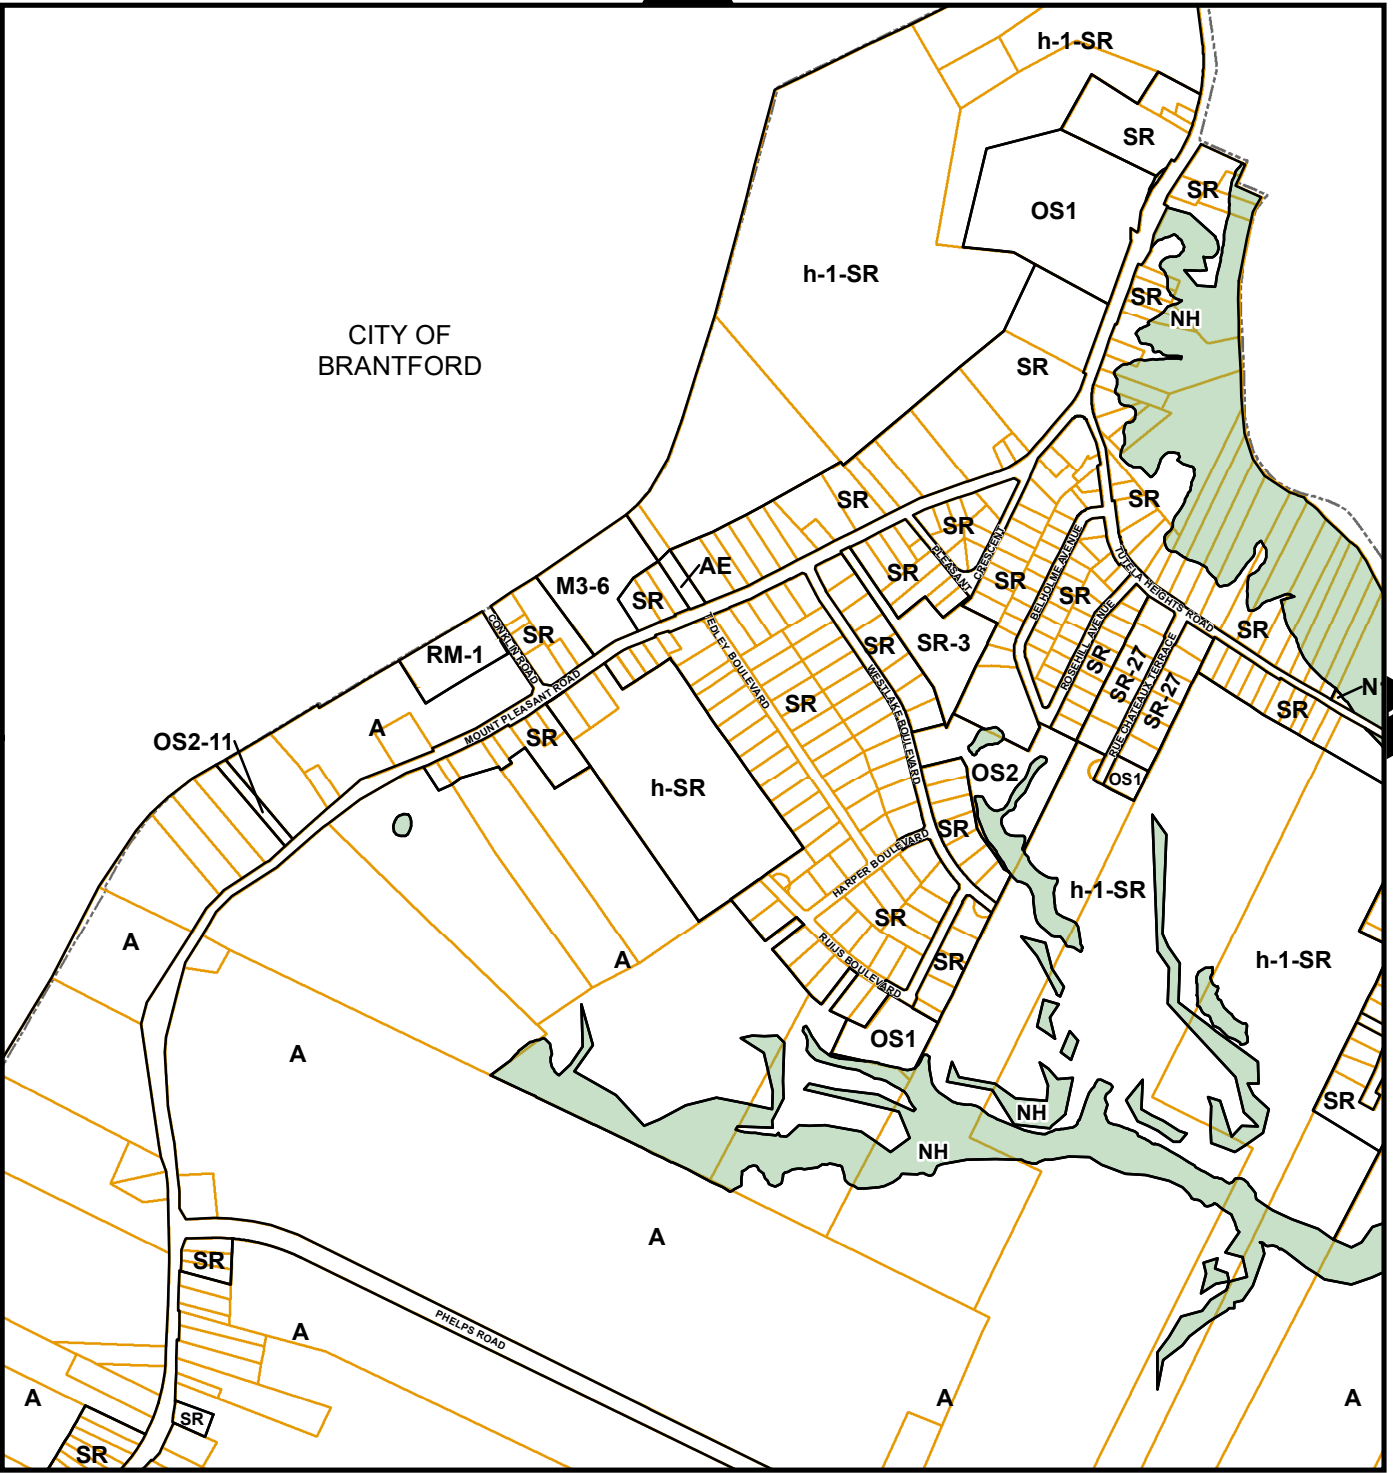 h-1-SR
SR
SR
OS1
h-1-SR
SR
NH
CITY OF
BRANTFORD
SR
SR
SR
SR
PLEASANT
CRESCENT
AE
M3-6
SR
SR
SR
SR
BELHOLME AVENUE
TUTELA HEIGHTS ROAD
ROSEHILL AVENUE
SR
SR-27
RUE CHATEAUX TERRACE
SR-27
SR
SR
N
CONKLIN ROAD
SR
RM-1
TEDLEY BOULEVARD
SR
SR-3
WESTLAKE BOULEVARD
SR
MOUNT PLEASANT ROAD
A
SR
OS2-11
h-SR
OS2
OS1
SR
HARPER BOULEVARD
h-1-SR
SR
RUIJS BOULEVARD
SR
A
A
h-1-SR
OS1
A
NH
SR
NH
A
SR
A
PHELPS ROAD
A
A
A
SR
SR